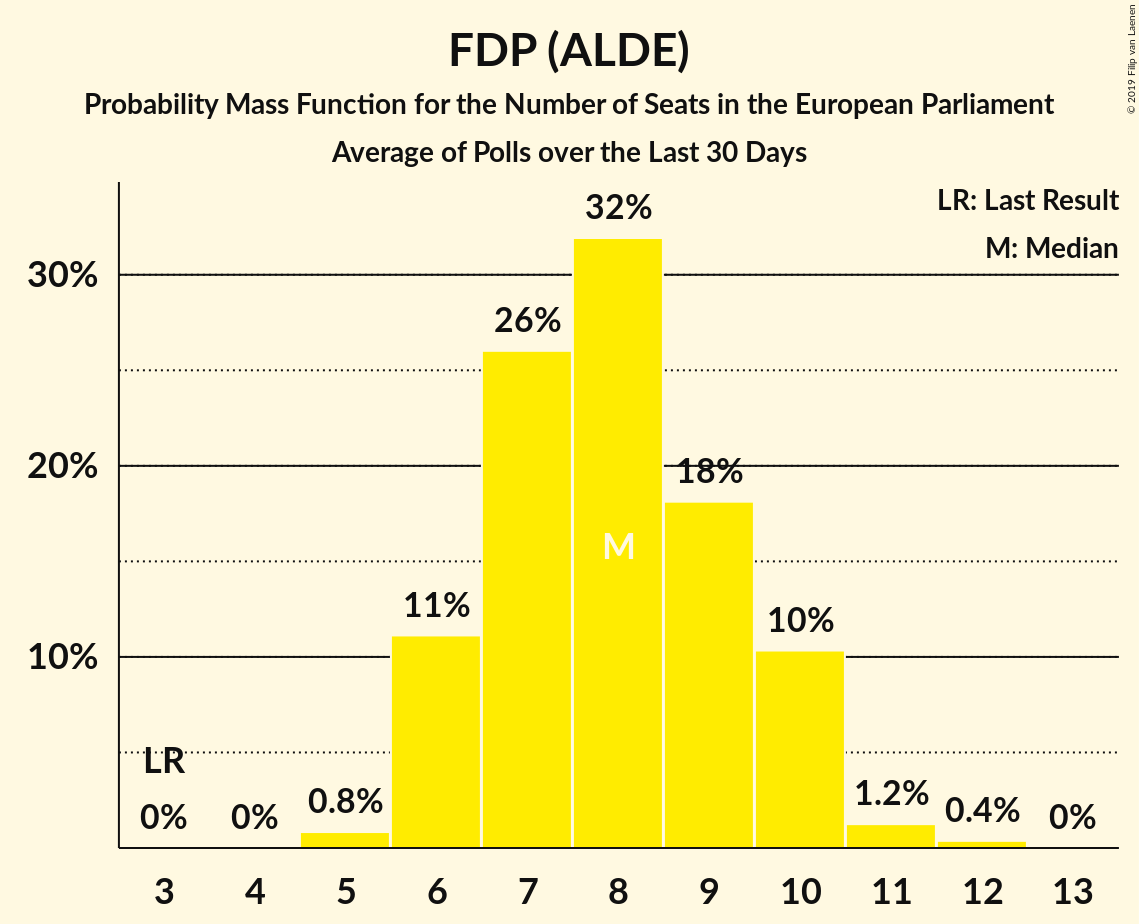 FDP (ALDE)
Probability Mass Function for the Number of Seats in the European Parliament
Average of Polls over the Last 30 Days
© 2019 Filip van Laenen
LR: Last Result
M: Median
30%
20%
10%
LR
0%
0%
0.8%
11%
26%
32%
M
18%
10%
1.2%
0.4%
0%
3 4 5 6 7 8 9 10 11 12 13